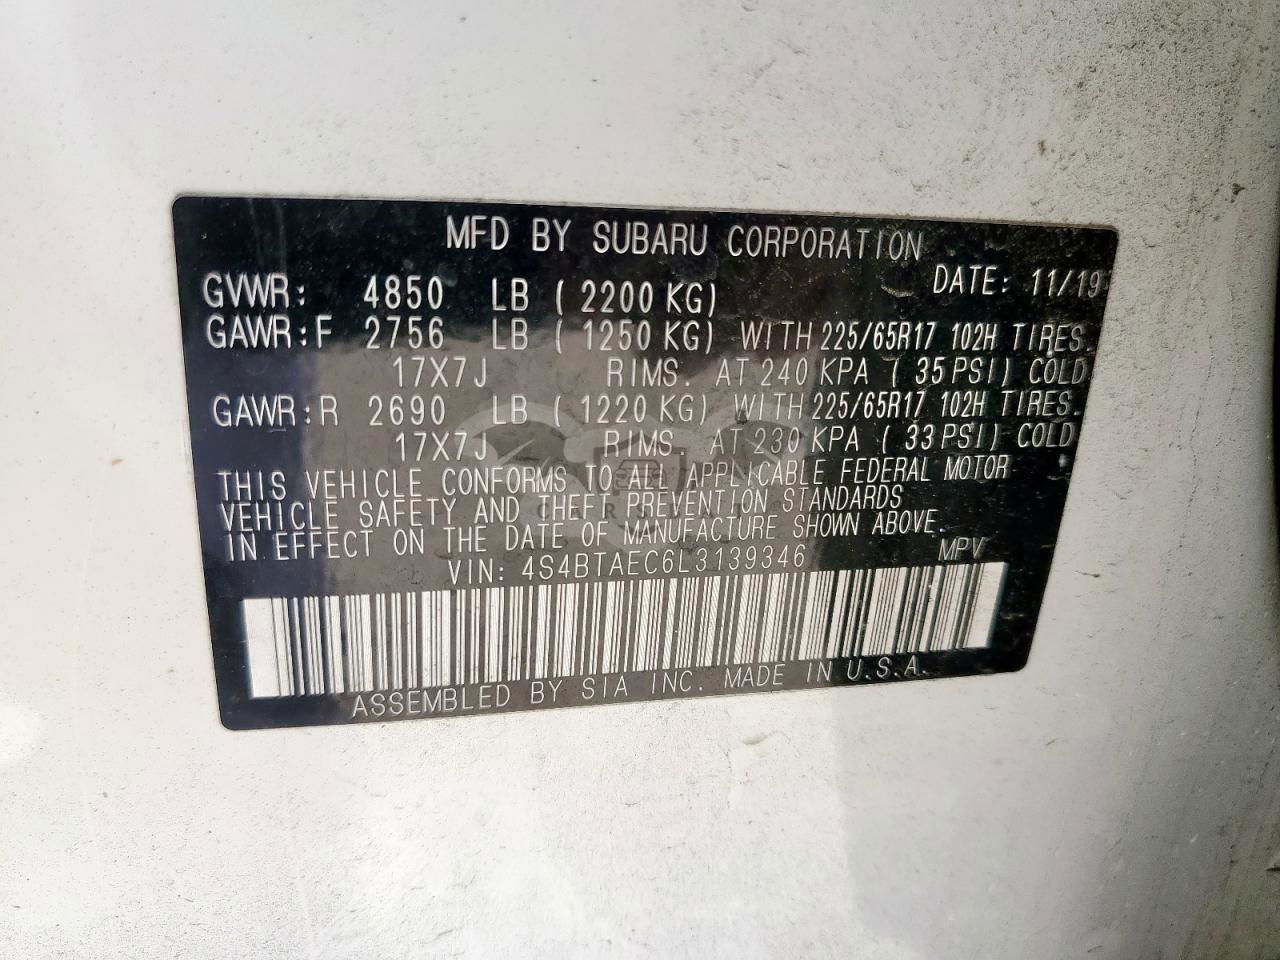 MFD BY SUBARU CORPORATION
DATE: 11/19
GVWR: 4850 LB ( 2200 KG)
GAWR:F 2756 LB ( 1250 KG) WITH 225/65R17 102H TIRES.
17X7J RIMS. AT 240 KPA ( 35 PSI) COLD
GAWR:R 2690 LB ( 1220 KG) WITH 225/65R17 102H TIRES.
17X7J RIMS. AT 230 KPA ( 33 PSI) COLD
THIS VEHICLE CONFORMS TO ALL APPLICABLE FEDERAL MOTOR
VEHICLE SAFETY AND THEFT PREVENTION STANDARDS
IN EFFECT ON THE DATE OF MANUFACTURE SHOWN ABOVE.
VIN: 4S4BTAEC6L3139346 MPV
ASSEMBLED BY SIA INC. MADE IN U.S.A.